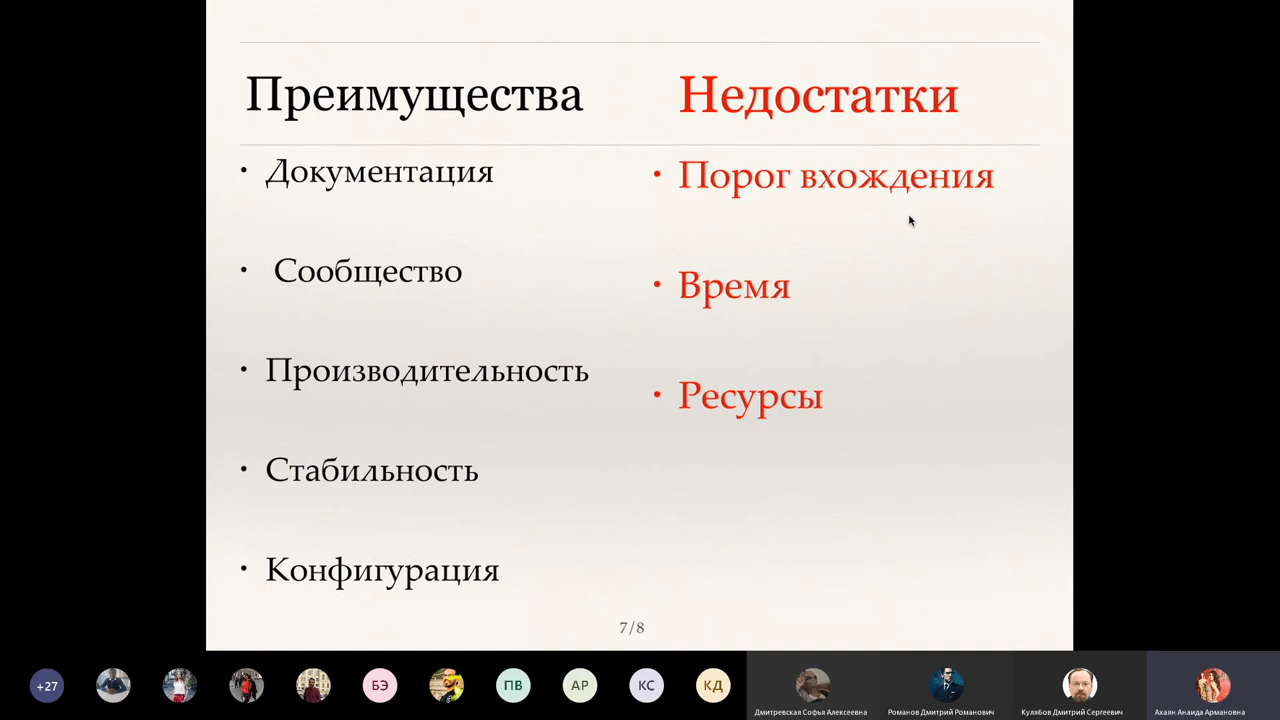 Преимущества
Недостатки
• Документация
• Сообщество
• Производительность
• Стабильность
• Конфигурация
• Порог вхождения
• Время
• Ресурсы
7/8
+27
БЭ
ПВ
АР
КС
КД
Дмитревская Софья Алексеевна
Романов Дмитрий Романович
Кулябов Дмитрий Сергеевич
Ахаян Анаида Армановна